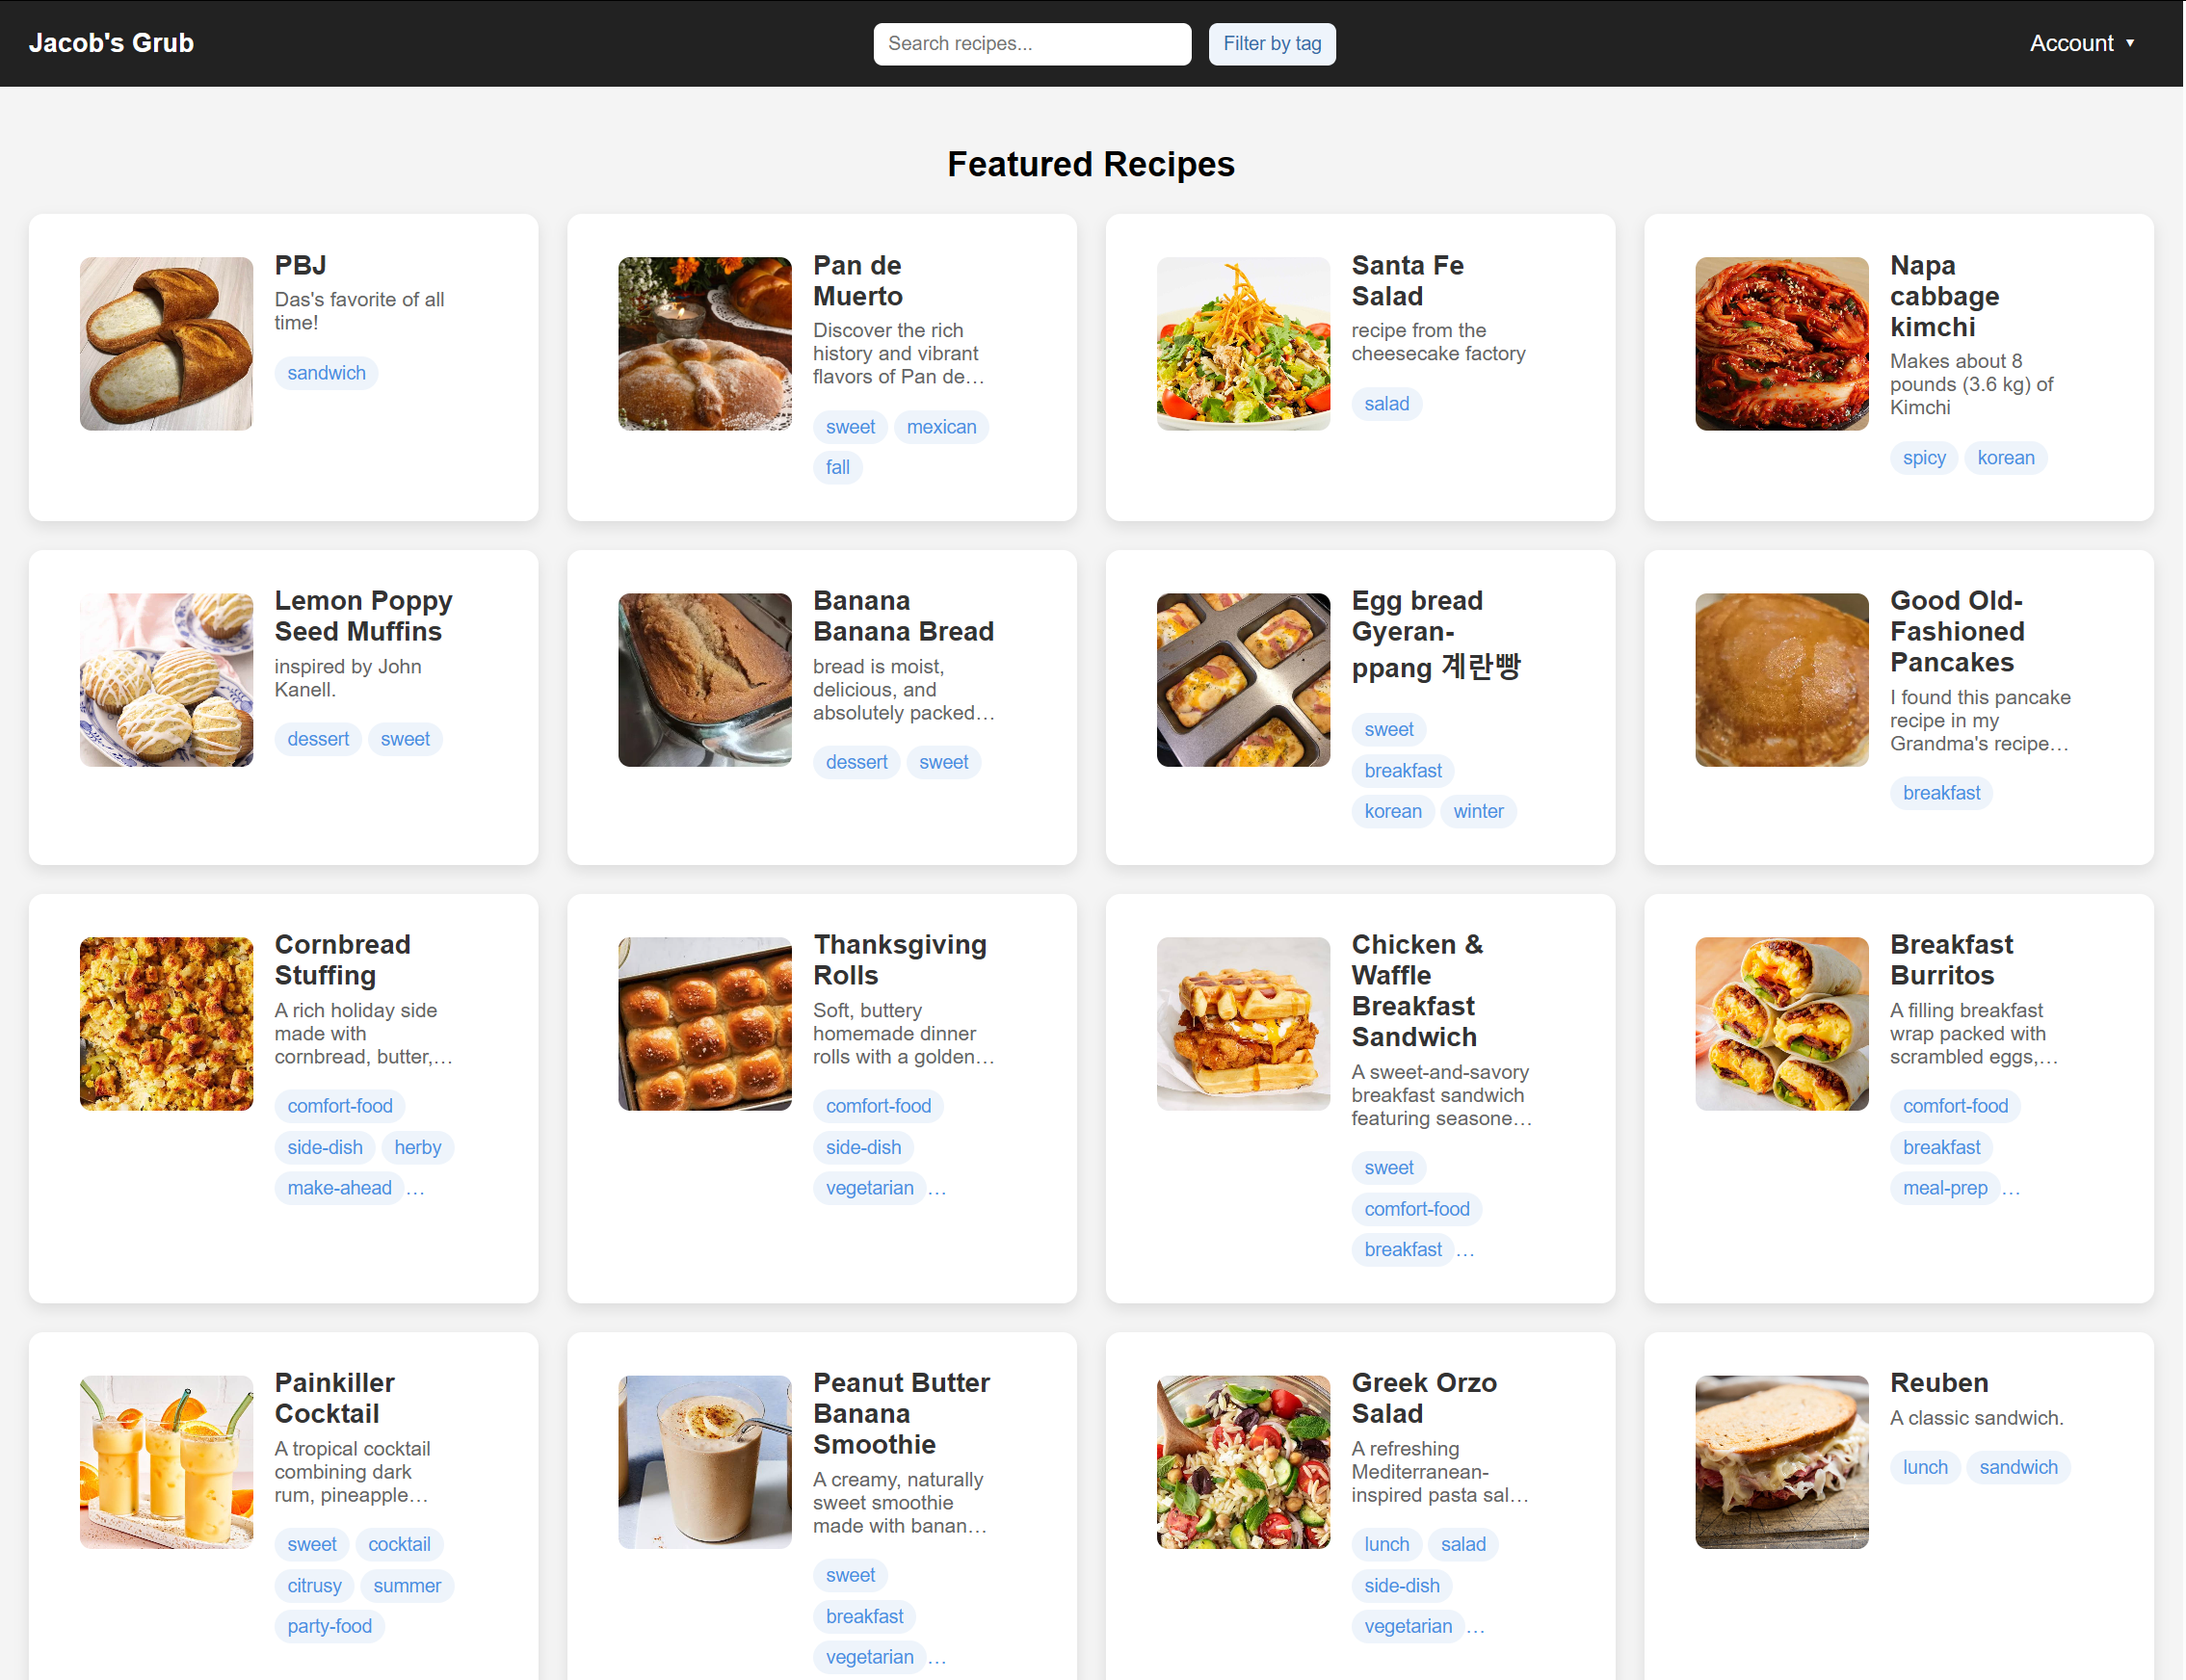 Jacob's Grub
Search recipes...
Filter by tag
Account ▼
Featured Recipes
PBJ
Das's favorite of all
time!
sandwich
Pan de
Muerto
Discover the rich
history and vibrant
flavors of Pan de…
sweet mexican
fall
Santa Fe
Salad
recipe from the
cheesecake factory
salad
Napa
cabbage
kimchi
Makes about 8
pounds (3.6 kg) of
Kimchi
spicy korean
Lemon Poppy
Seed Muffins
inspired by John
Kanell.
dessert sweet
Banana
Banana Bread
bread is moist,
delicious, and
absolutely packed…
dessert sweet
Egg bread
Gyeran-
ppang 계란빵
sweet
breakfast
korean winter
Good Old-
Fashioned
Pancakes
I found this pancake
recipe in my
Grandma's recipe…
breakfast
Cornbread
Stuffing
A rich holiday side
made with
cornbread, butter,…
comfort-food
side-dish herby
make-ahead …
Thanksgiving
Rolls
Soft, buttery
homemade dinner
rolls with a golden…
comfort-food
side-dish
vegetarian …
Chicken &
Waffle
Breakfast
Sandwich
A sweet-and-savory
breakfast sandwich
featuring seasone…
sweet
comfort-food
breakfast …
Breakfast
Burritos
A filling breakfast
wrap packed with
scrambled eggs,…
comfort-food
breakfast
meal-prep …
Painkiller
Cocktail
A tropical cocktail
combining dark
rum, pineapple…
sweet cocktail
citrusy summer
party-food
Peanut Butter
Banana
Smoothie
A creamy, naturally
sweet smoothie
made with banan…
sweet
breakfast
vegetarian …
Greek Orzo
Salad
A refreshing
Mediterranean-
inspired pasta sal…
lunch salad
side-dish
vegetarian …
Reuben
A classic sandwich.
lunch sandwich